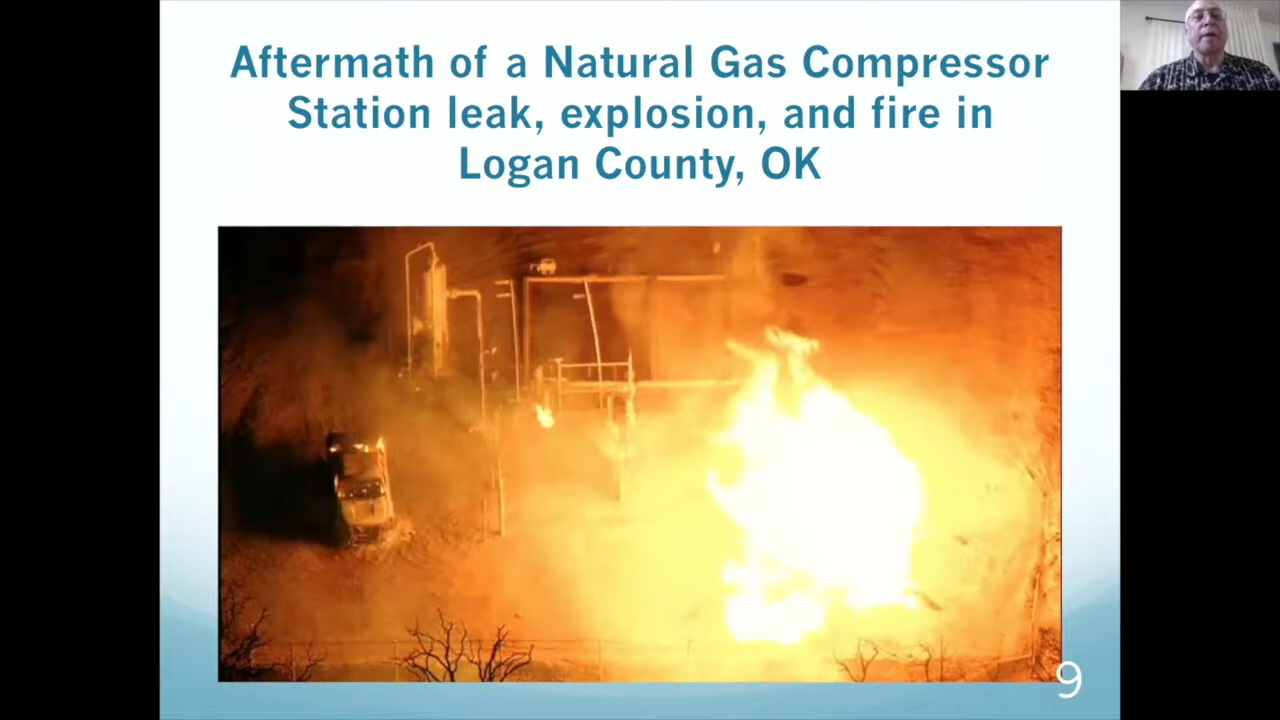 Aftermath of a Natural Gas Compressor
Station leak, explosion, and fire in
Logan County, OK
9